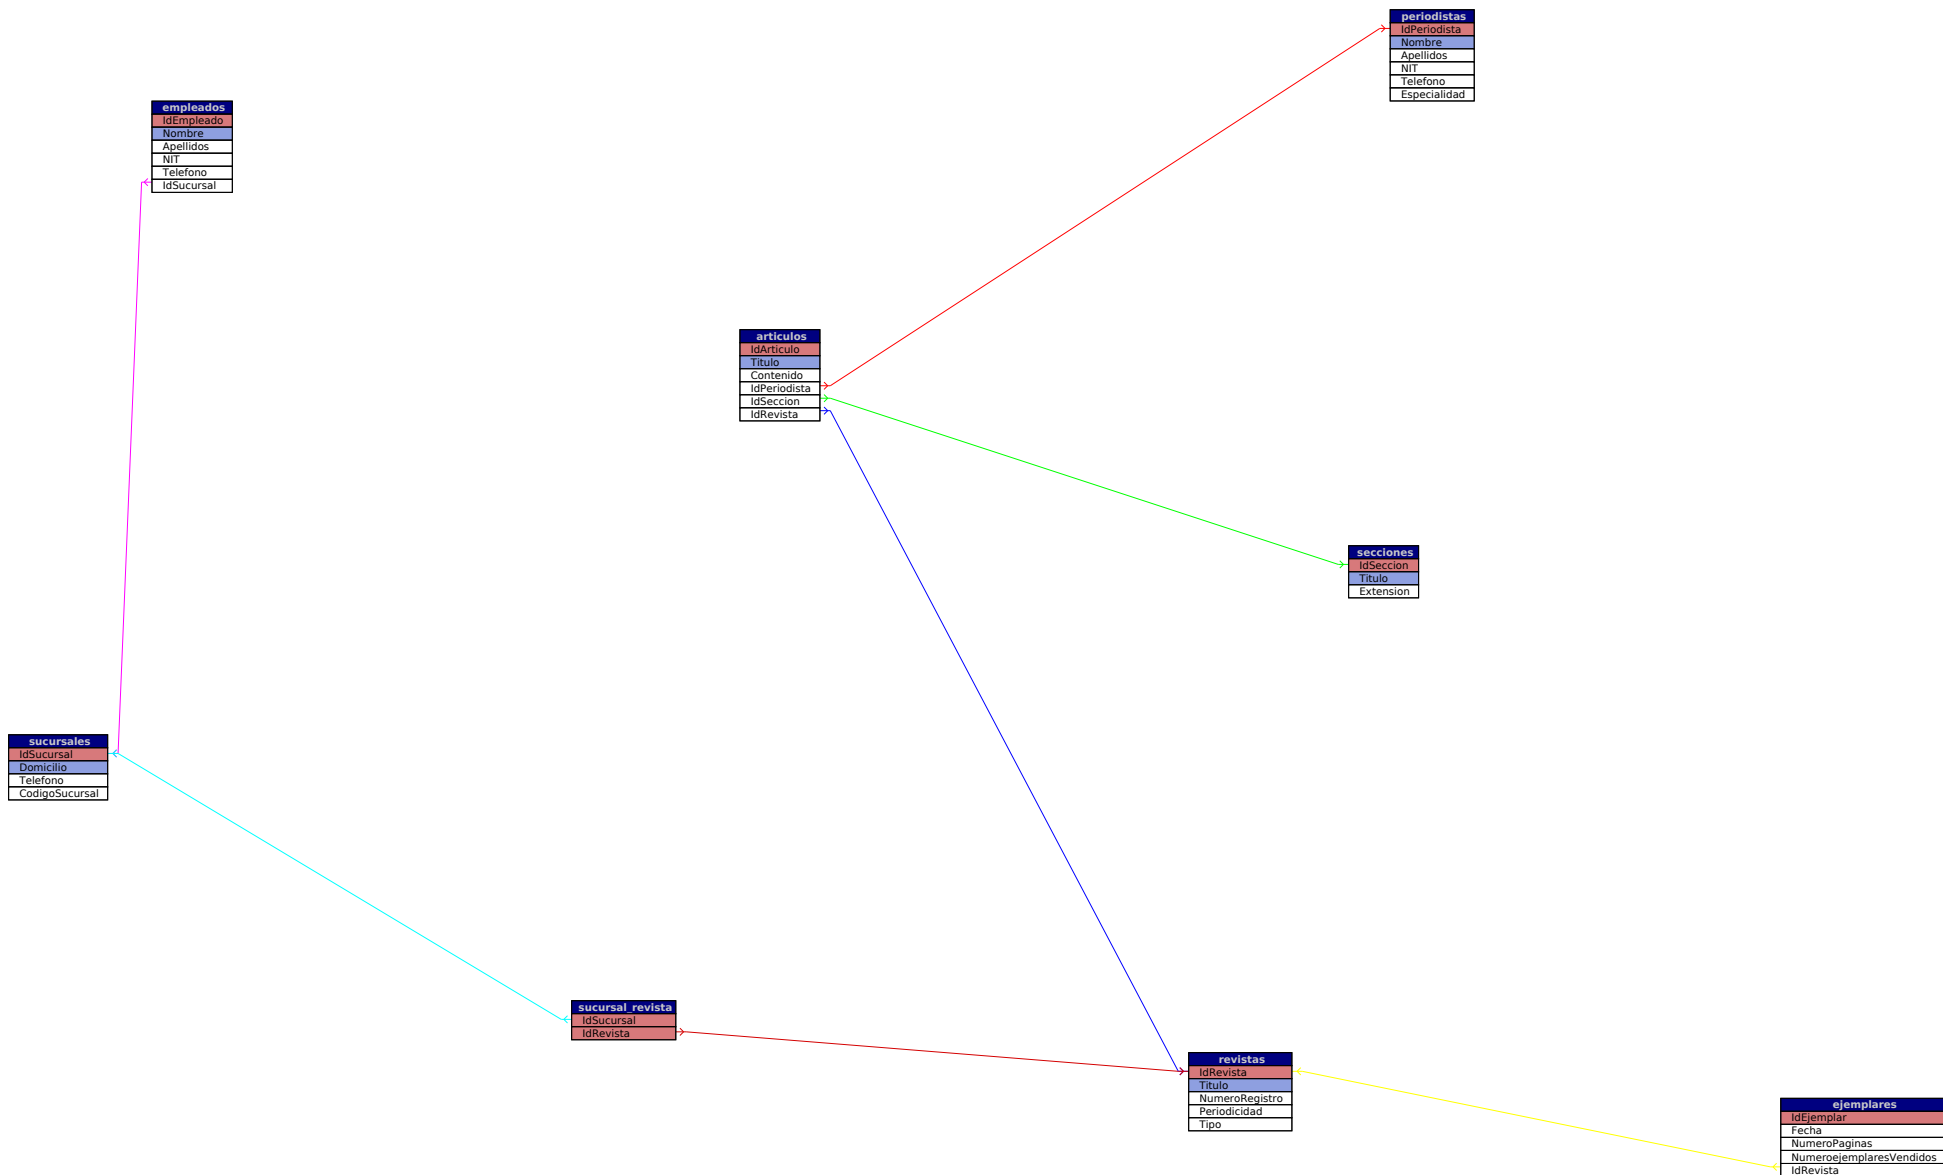 periodistas
IdPeriodista
Nombre
Apellidos
NIT
Telefono
Especialidad
empleados
IdEmpleado
Nombre
Apellidos
NIT
Telefono
IdSucursal
articulos
IdArticulo
Titulo
Contenido
IdPeriodista
IdSeccion
IdRevista
secciones
IdSeccion
Titulo
Extension
sucursales
IdSucursal
Domicilio
Telefono
CodigoSucursal
sucursal_revista
IdSucursal
IdRevista
revistas
IdRevista
Titulo
NumeroRegistro
Periodicidad
Tipo
ejemplares
IdEjemplar
Fecha
NumeroPaginas
NumeroejemplaresVendidos
IdRevista